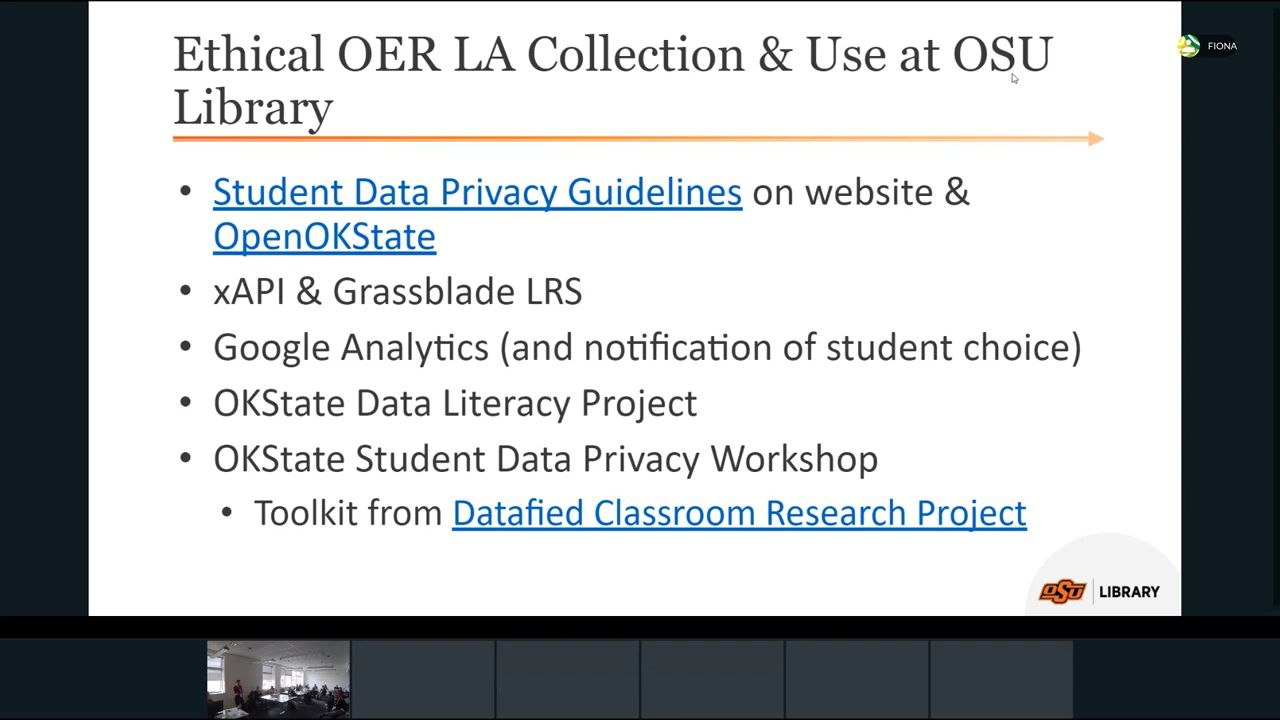 Ethical OER LA Collection & Use at OSU
Library
FIONA
• Student Data Privacy Guidelines on website &
OpenOKState
• xAPI & Grassblade LRS
• Google Analytics (and notification of student choice)
• OKState Data Literacy Project
• OKState Student Data Privacy Workshop
• Toolkit from Datafied Classroom Research Project
OSU LIBRARY